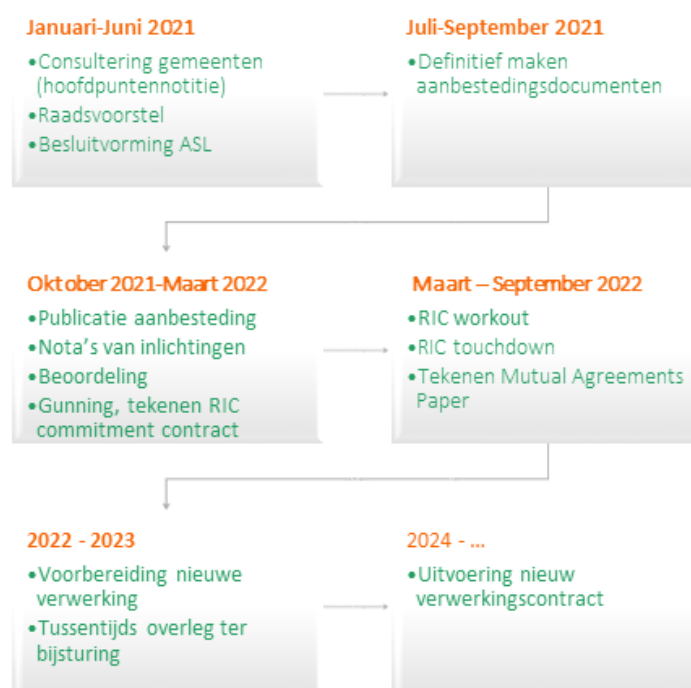 Januari-Juni 2021
•Consultering gemeenten
(hoofdpuntennotitie)
•Raadsvoorstel
•Besluitvorming ASL
Juli-September 2021
•Definitief maken
aanbestedingsdocumenten
Oktober 2021-Maart 2022
•Publicatie aanbesteding
•Nota's van inlichtingen
•Beoordeling
•Gunning, tekenen RIC
commitment contract
Maart – September 2022
•RIC workout
•RIC touchdown
•Tekenen Mutual Agreements
Paper
2022 - 2023
•Voorbereiding nieuwe
verwerking
•Tussentijds overleg ter
bijsturing
2024 - ...
•Uitvoering nieuw
verwerkingscontract